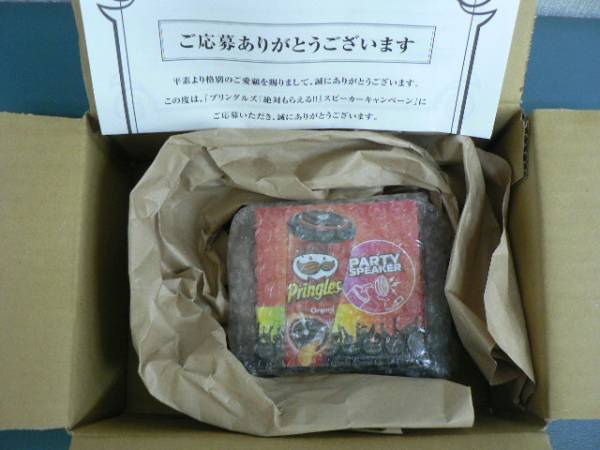 ご応募ありがとうございます
平素より格別のご愛顧を賜りまして、誠にありがとうございます。
この度は、『プリングルズ「絶対もらえる!!」スピーカーキャンペーン』に
ご応募いただき、誠にありがとうございます。
Pringles
Original
PARTY
SPEAKER